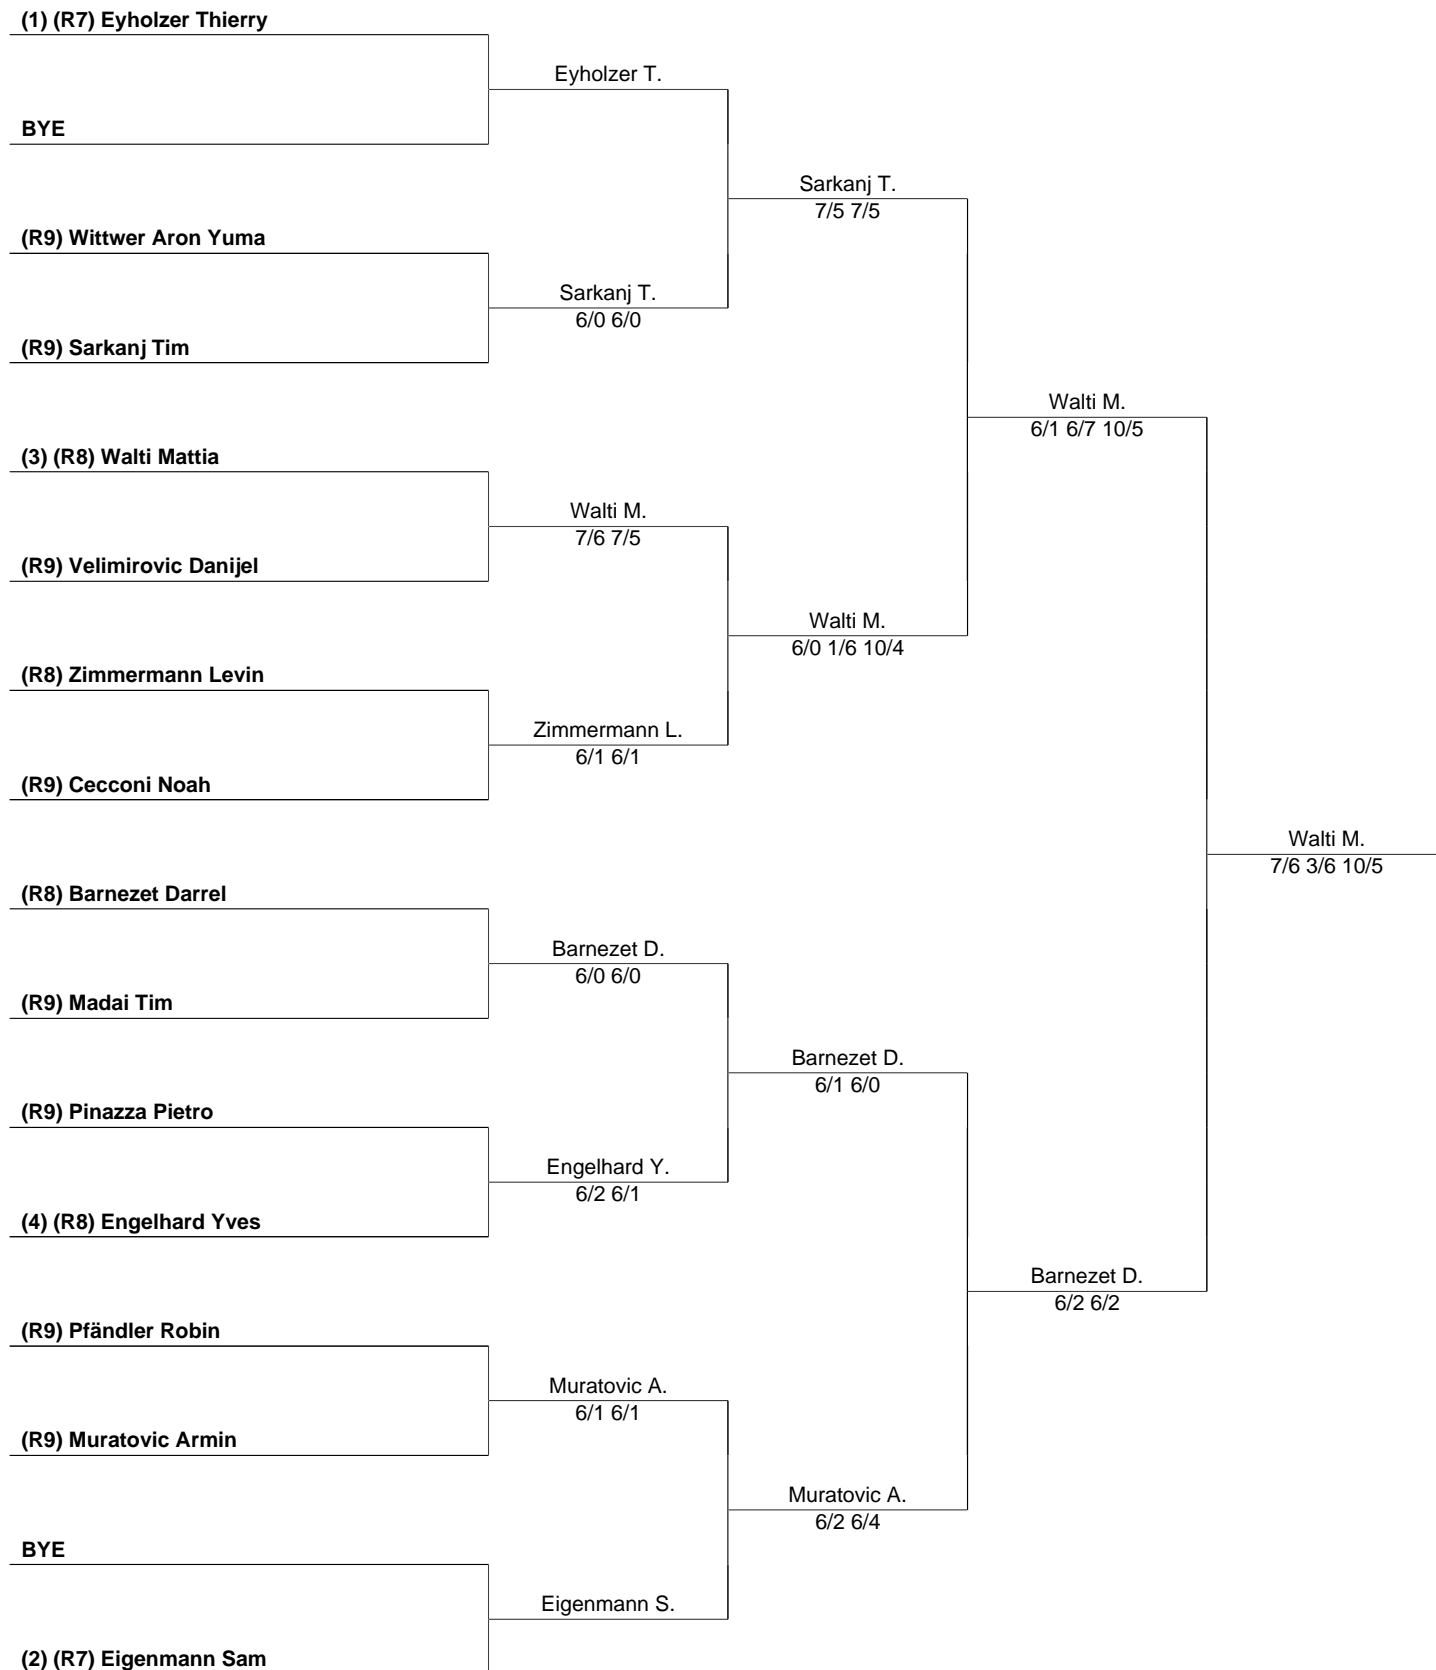 (1) (R7) Eyholzer Thierry
Eyholzer T.
BYE
Sarkanj T.
7/5 7/5
(R9) Wittwer Aron Yuma
Sarkanj T.
6/0 6/0
(R9) Sarkanj Tim
Walti M.
6/1 6/7 10/5
(3) (R8) Walti Mattia
Walti M.
7/6 7/5
(R9) Velimirovic Danijel
Walti M.
6/0 1/6 10/4
(R8) Zimmermann Levin
Zimmermann L.
6/1 6/1
(R9) Cecconi Noah
Walti M.
7/6 3/6 10/5
(R8) Barnezet Darrel
Barnezet D.
6/0 6/0
(R9) Madai Tim
Barnezet D.
6/1 6/0
(R9) Pinazza Pietro
Engelhard Y.
6/2 6/1
(4) (R8) Engelhard Yves
Barnezet D.
6/2 6/2
(R9) Pfändler Robin
Muratovic A.
6/1 6/1
(R9) Muratovic Armin
Muratovic A.
6/2 6/4
BYE
Eigenmann S.
(2) (R7) Eigenmann Sam